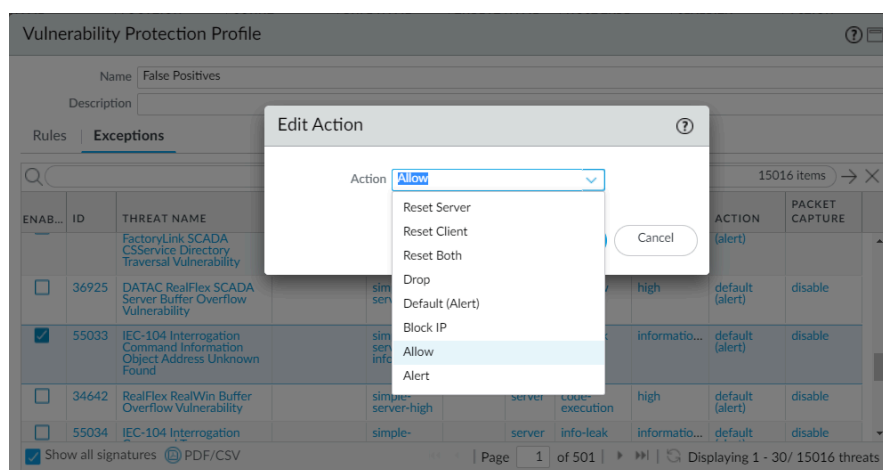 Vulnerability Protection Profile
Name False Positives
Description
Rules Exceptions
15016 items
ENAB... ID THREAT NAME ACTION PACKET CAPTURE
FactoryLink SCADA
CSService Directory
Traversal Vulnerability
(alert)
36925 DATAC RealFlex SCADA
Server Buffer Overflow
Vulnerability
high default
(alert) disable
55033 IEC-104 Interrogation
Command Information
Object Address Unknown
Found
informatio... default
(alert) disable
34642 RealFlex RealWin Buffer
Overflow Vulnerability
simple-
server-high
server code-
execution
high default
(alert) disable
55034 IEC-104 Interrogation
simple- server info-leak informatio... default disable
Show all signatures PDF/CSV
Page 1 of 501
Displaying 1 - 30/ 15016 threats
Edit Action
Action Allow
Reset Server
Reset Client
Reset Both
Drop
Default (Alert)
Block IP
Allow
Alert
Cancel